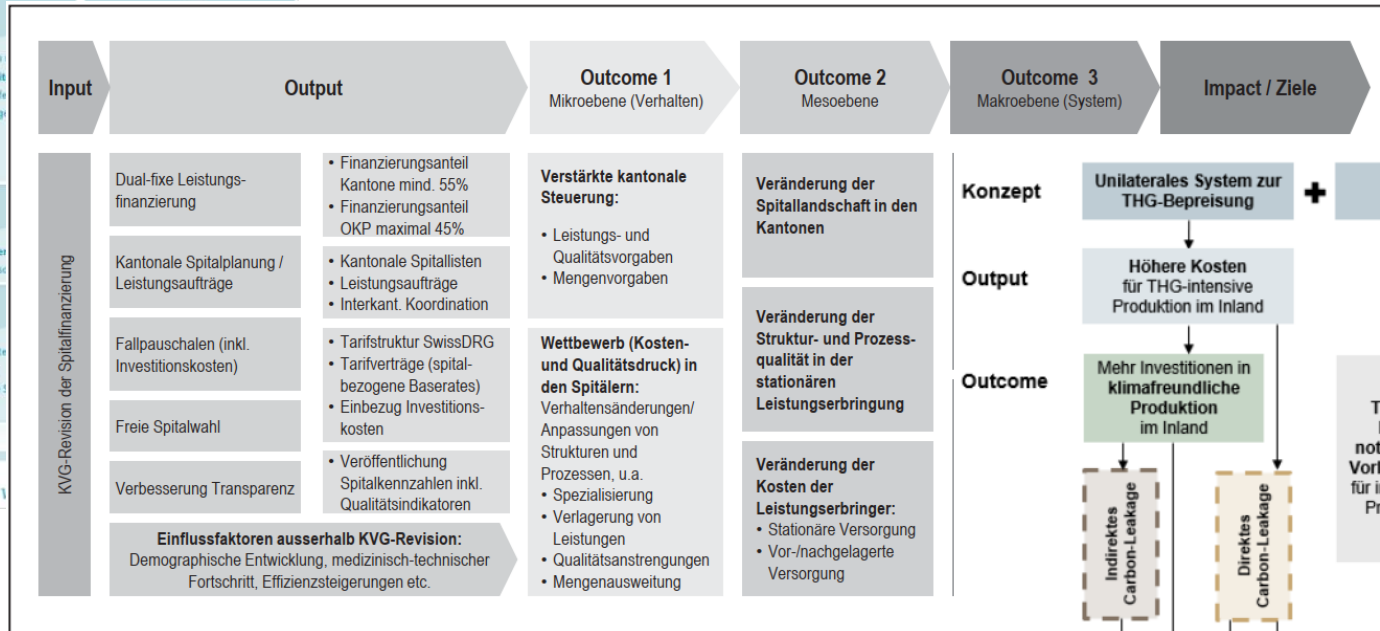 Input
Output
Outcome 1
Mikroebene (Verhalten)
Outcome 2
Mesoebene
Outcome 3
Makroebene (System)
Impact / Ziele
KVG-Revision der Spitalfinanzierung
Dual-fixe Leistungs-
finanzierung
• Finanzierungsanteil
Kantone mind. 55%
• Finanzierungsanteil
OKP maximal 45%
Kantonale Spitalplanung /
Leistungsaufträge
• Kantonale Spitallisten
• Leistungsaufträge
• Interkant. Koordination
Fallpauschalen (inkl.
Investitionskosten)
• Tarifstruktur SwissDRG
• Tarifverträge (spital-
bezogene Baserates)
• Einbezug Investitions-
kosten
Freie Spitalwahl
Verbesserung Transparenz
• Veröffentlichung
Spitalkennzahlen inkl.
Qualitätsindikatoren
Einflussfaktoren ausserhalb KVG-Revision:
Demographische Entwicklung, medizinisch-technischer
Fortschritt, Effizienzsteigerungen etc.
Verstärkte kantonale
Steuerung:
• Leistungs- und
Qualitätsvorgaben
• Mengenvorgaben
Wettbewerb (Kosten-
und Qualitätsdruck) in
den Spitälern:
Verhaltensänderungen/
Anpassungen von
Strukturen und
Prozessen, u.a.
• Spezialisierung
• Verlagerung von
Leistungen
• Qualitätsanstrengungen
• Mengenausweitung
Veränderung der
Spitallandschaft in den
Kantonen
Veränderung der
Struktur- und Prozess-
qualität in der
stationären
Leistungserbringung
Veränderung der
Kosten der
Leistungserbringer:
• Stationäre Versorgung
• Vor-/nachgelagerte
Versorgung
Konzept
Unilaterales System zur
THG-Bepreisung
+
Output
Höhere Kosten
für THG-intensive
Produktion im Inland
Outcome
Mehr Investitionen in
klimafreundliche
Produktion
im Inland
Indirektes
Carbon-Leakage
Direktes
Carbon-Leakage
für